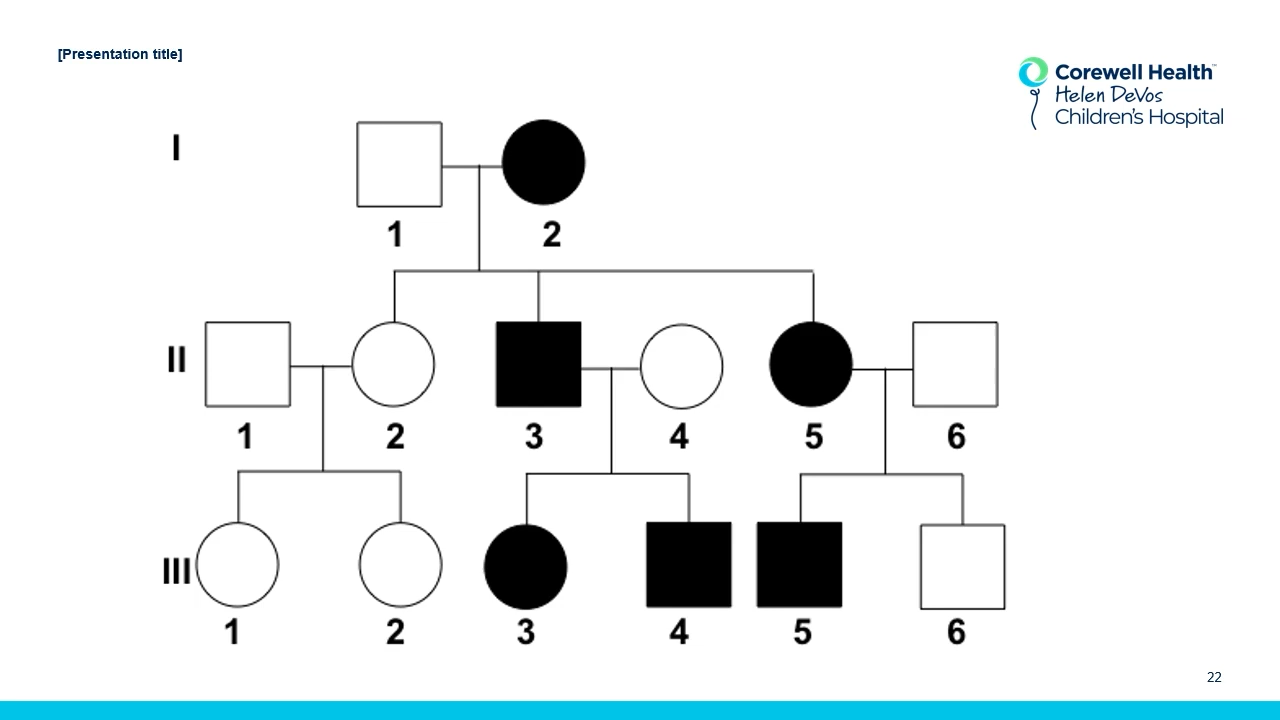 [Presentation title]
Corewell Health™
Helen DeVos
Children's Hospital
I
1 2
II
1 2 3 4 5 6
III
1 2 3 4 5 6
22